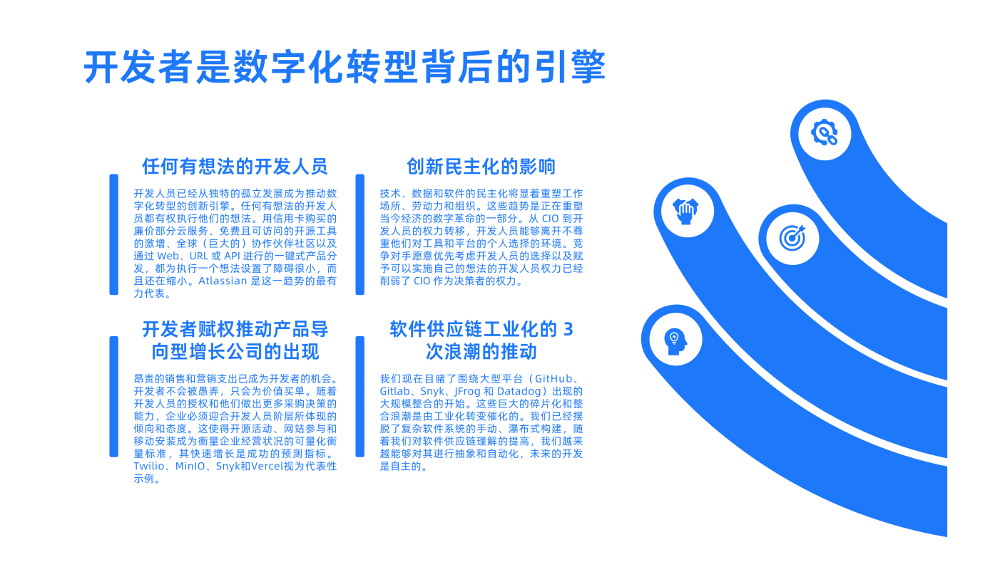 开发者是数字化转型背后的引擎
任何有想法的开发人员
开发人员已经从独特的孤立发展成为推动数
字化转型的创新引擎。任何有想法的开发人
员都有权执行他们的想法。用信用卡购买的
廉价部分云服务、免费且可访问的开源工具
的激增、全球（巨大的）协作伙伴社区以及
通过 Web、URL 或 API 进行的一键式产品分
发，都为执行一个想法设置了障碍很小，而
且还在缩小。Atlassian 是这一趋势的最有
力代表。
创新民主化的影响
技术、数据和软件的民主化将显着重塑工作
场所、劳动力和组织。这些趋势是正在重塑
当今经济的数字革命的一部分。从 CIO 到开
发人员的权力转移，开发人员能够离开不尊
重他们对工具和平台的个人选择的环境。竞
争对手愿意优先考虑开发人员的选择以及赋
予可以实施自己的想法的开发人员权力已经
削弱了 CIO 作为决策者的权力。
开发者赋权推动产品导
向型增长公司的出现
昂贵的销售和营销支出已成为开发者的机会。
开发者不会被愚弄，只会为价值买单。随着
开发人员的授权和他们做出更多采购决策的
能力，企业必须迎合开发人员阶层所体现的
倾向和态度。这使得开源活动、网站参与和
移动安装成为衡量企业经营状况的可量化衡
量标准，其快速增长是成功的预测指标。
Twilio、MinIO、Snyk和Vercel视为代表性
示例。
软件供应链工业化的 3
次浪潮的推动
我们现在目睹了围绕大型平台（GitHub、
Gitlab、Snyk、JFrog 和 Datadog）出现的
大规模整合的开始。这些巨大的碎片化和整
合浪潮是由工业化转变催化的。我们已经摆
脱了复杂软件系统的手动、瀑布式构建，随
着我们对软件供应链理解的提高，我们越来
越能够对其进行抽象和自动化，未来的开发
是自主的。